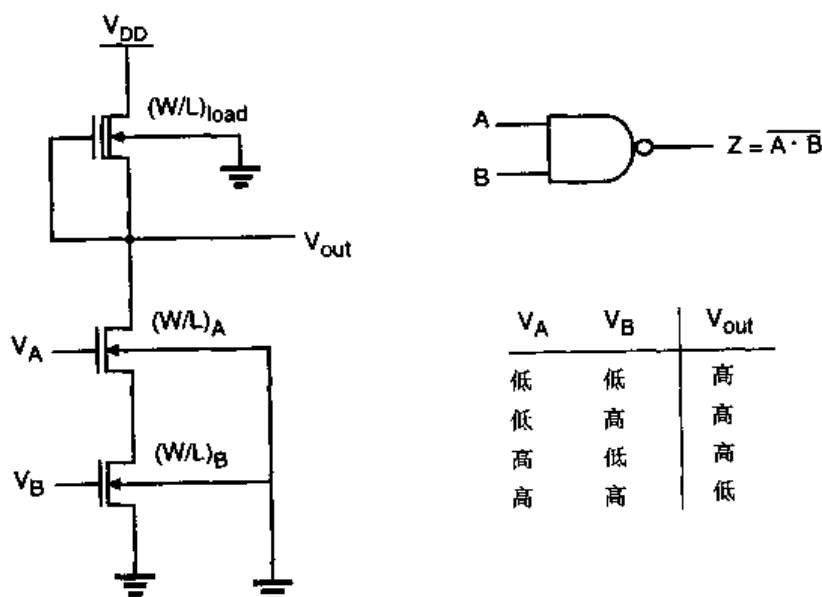 V_DD
(W/L)_load
V_out
V_A
(W/L)_A
V_B
(W/L)_B
A
B
Z = \overline{A · B}
V_A V_B V_out
低 低 高
低 高 高
高 低 高
高 高 低